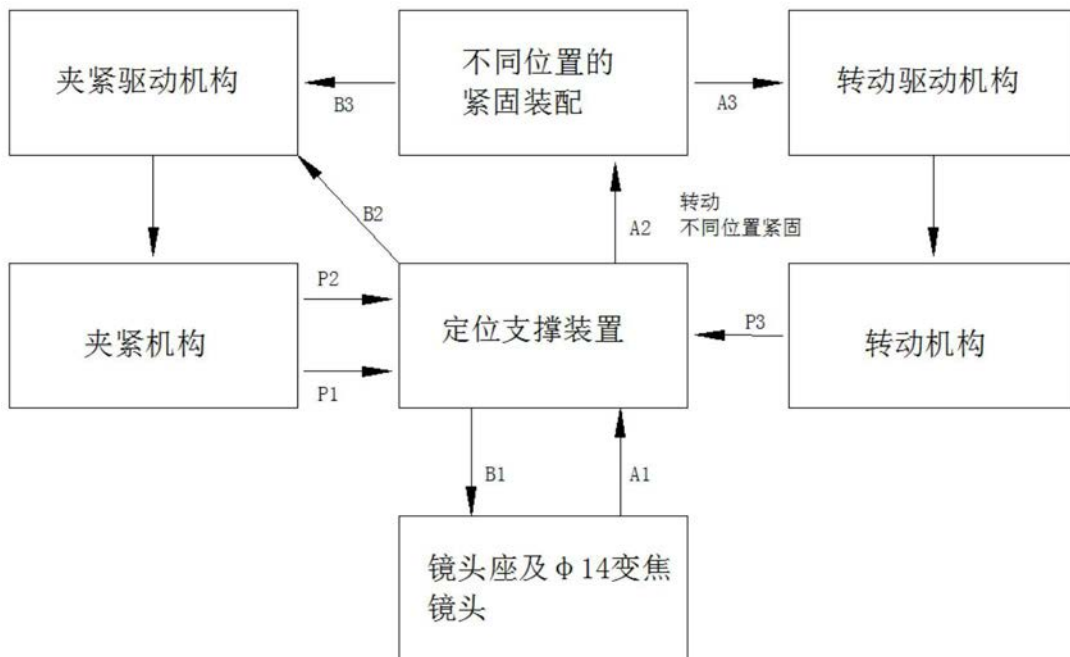 夹紧驱动机构
B3
不同位置的
紧固装配
A3
转动驱动机构
B2
A2
转动
不同位置紧固
夹紧机构
P2
P1
定位支撑装置
P3
转动机构
B1
A1
镜头座及φ14变焦
镜头